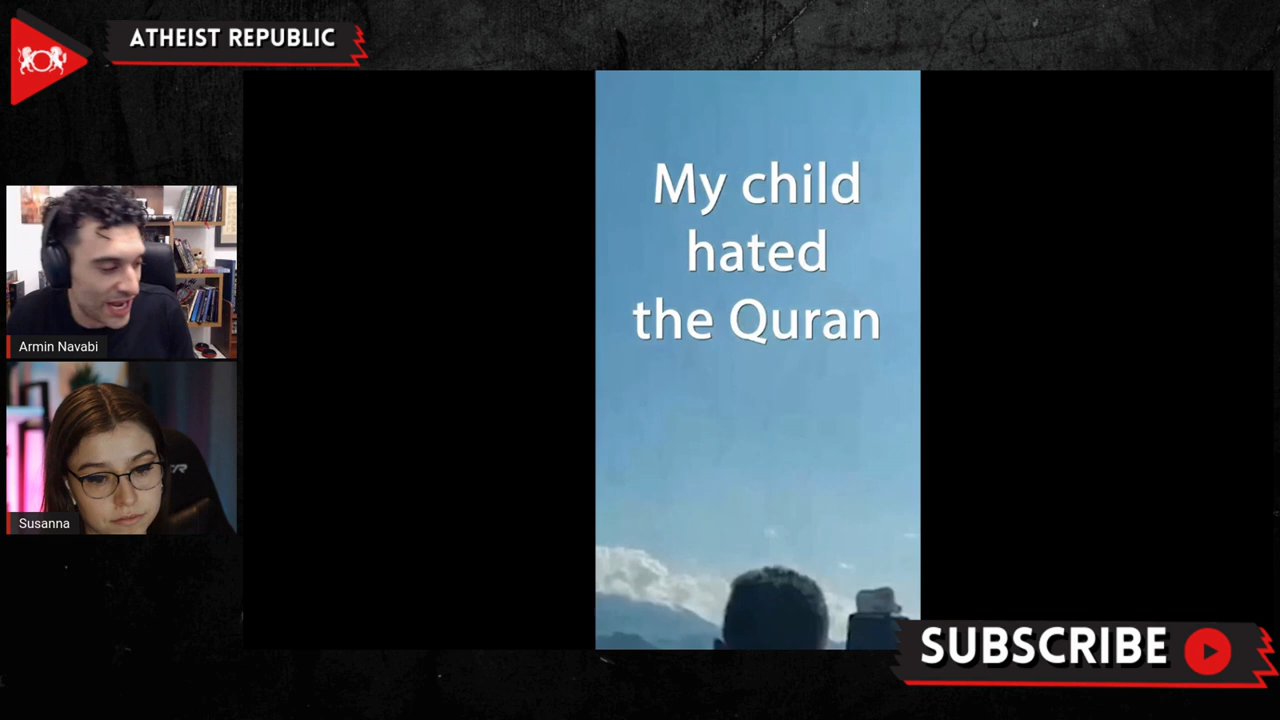 ATHEIST REPUBLIC
My child
hated
the Quran
Armin Navabi
Susanna
SUBSCRIBE